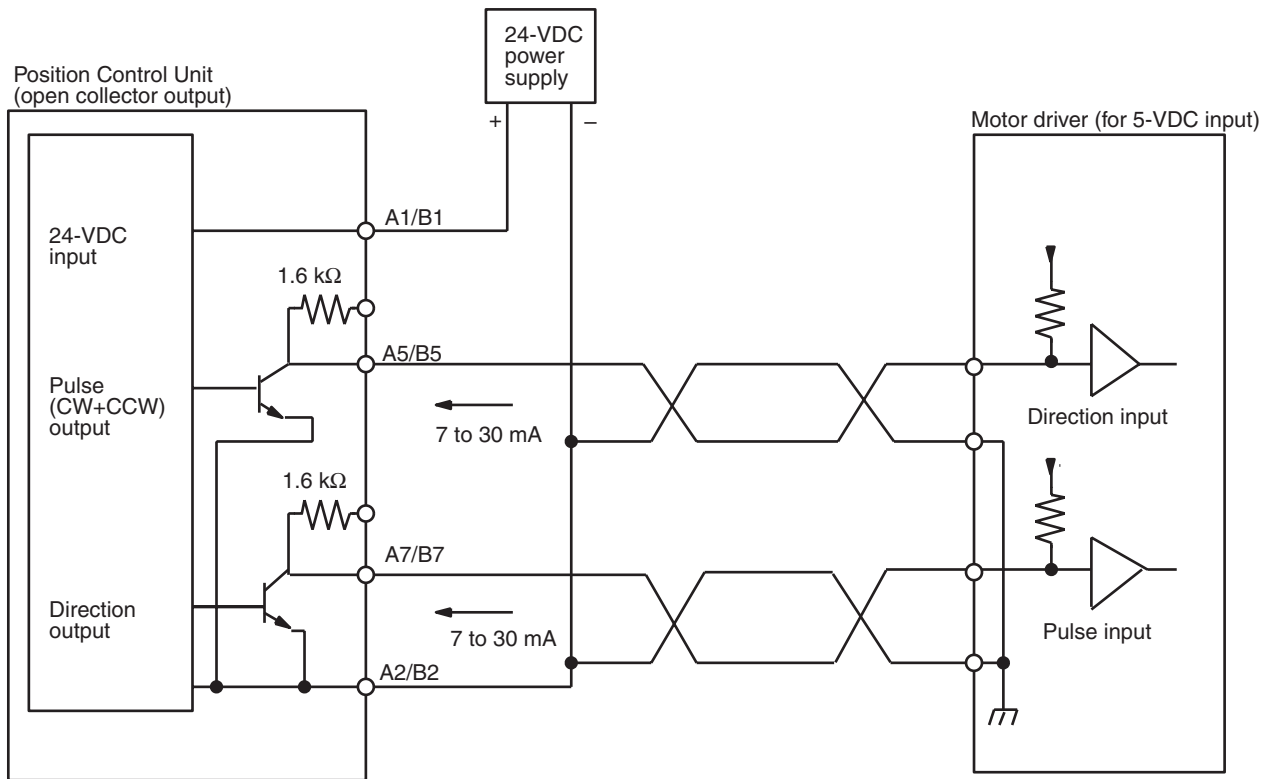 24-VDC
power
supply
Position Control Unit
(open collector output)
+
–
Motor driver (for 5-VDC input)
A1/B1
24-VDC
input
1.6 kΩ
A5/B5
Pulse
(CW+CCW)
output
7 to 30 mA
Direction input
1.6 kΩ
A7/B7
Direction
output
7 to 30 mA
Pulse input
A2/B2